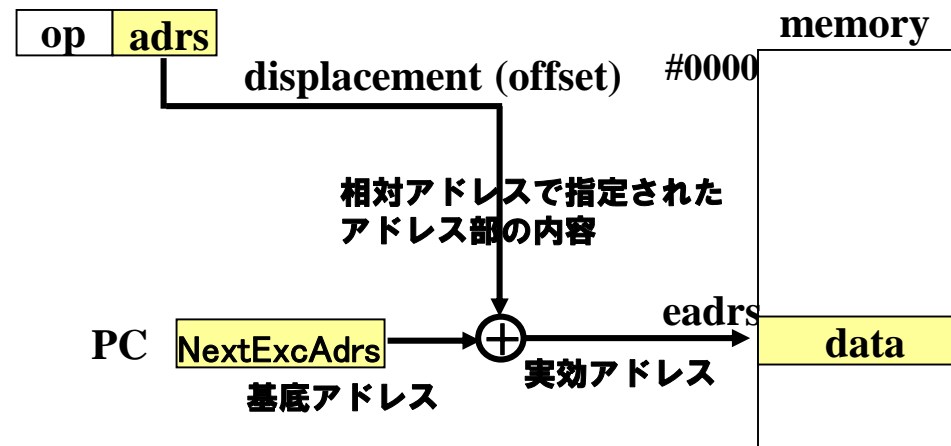 memory
op adrs
#0000
displacement (offset)
相対アドレスで指定された
アドレス部の内容
eadrs
PC NextExcAdrs
data
実効アドレス
基底アドレス